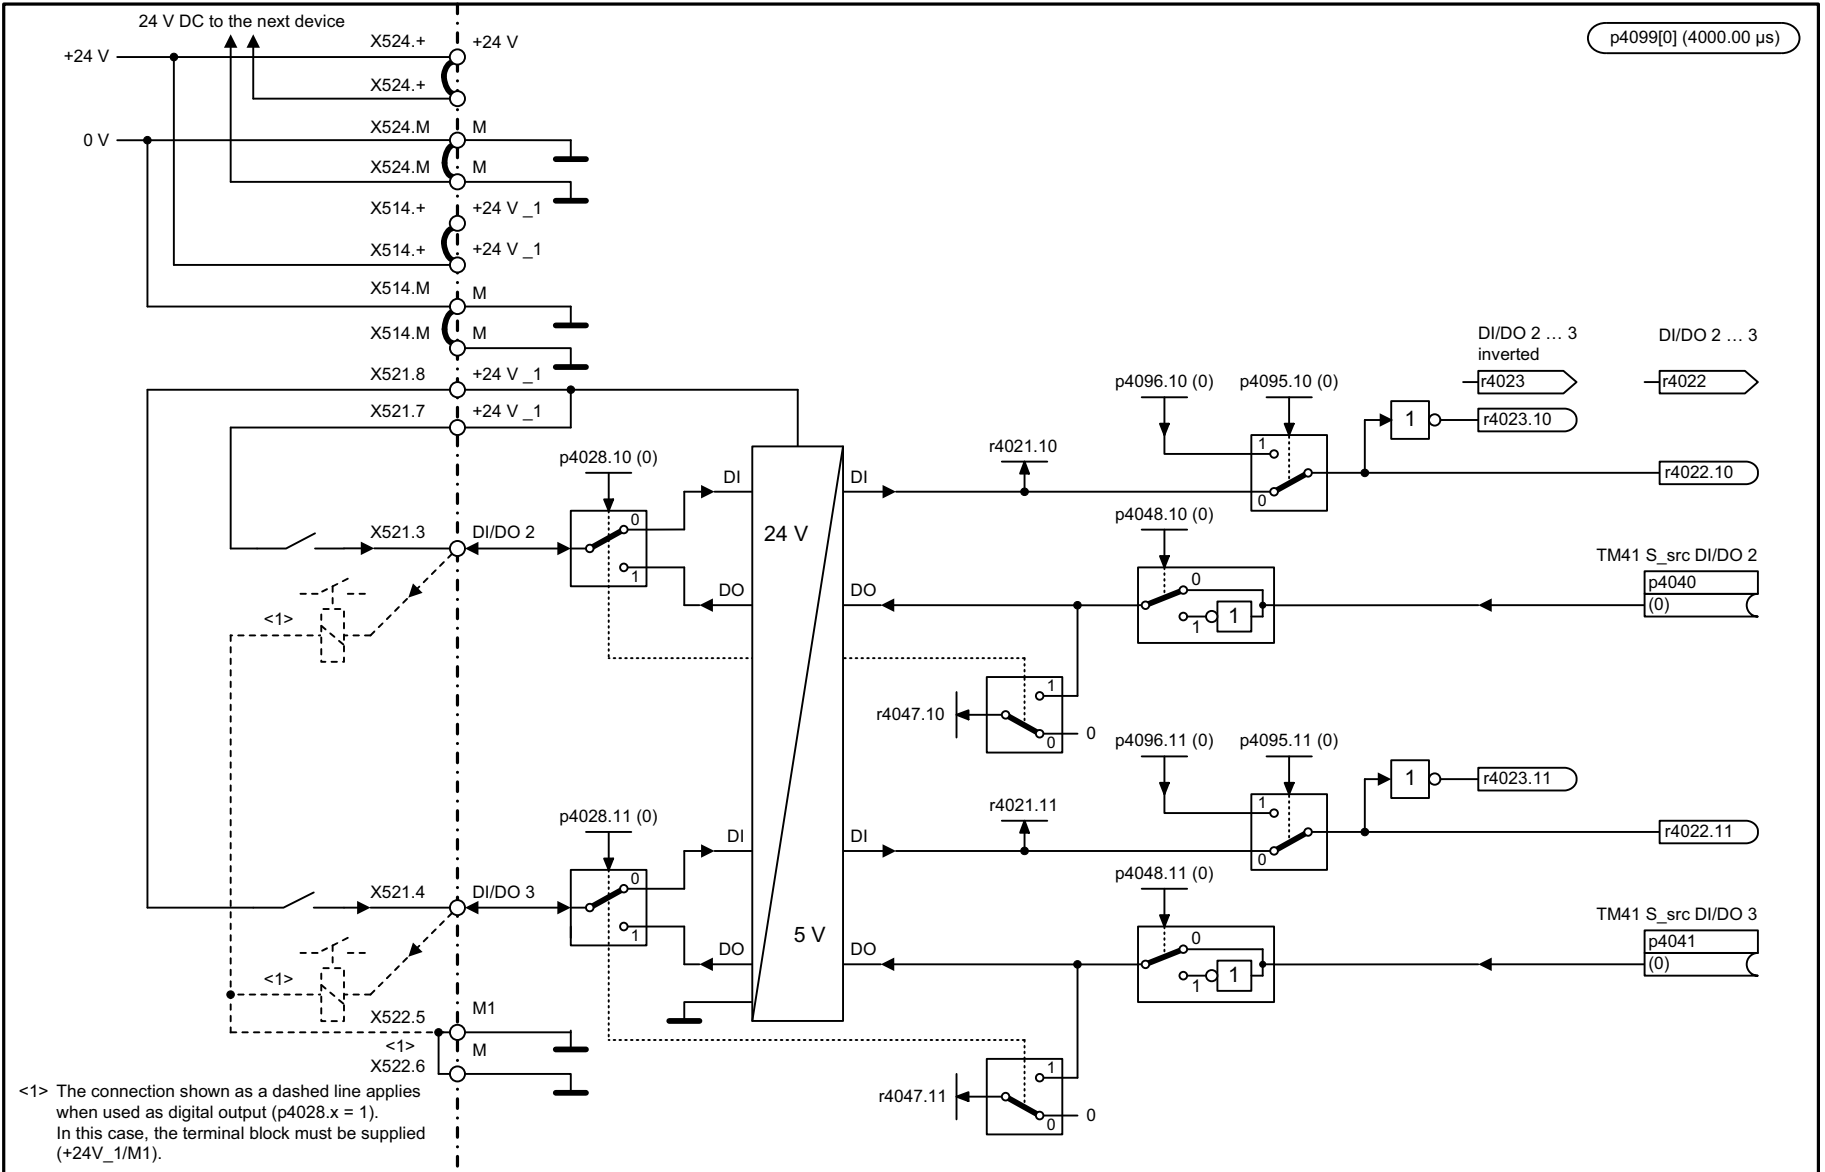 24 V DC to the next device
p4099[0] (4000.00 µs)
X524.+
+24 V
+24 V
X524.+
X524.M
M
0 V
X524.M
M
X514.+
+24 V _1
X514.+
+24 V _1
X514.M
M
X514.M
M
X521.8
+24 V _1
X521.7
+24 V _1
DI/DO 2 … 3
inverted
DI/DO 2 … 3
r4023
r4022
p4096.10 (0)
p4095.10 (0)
1
r4023.10
1
r4021.10
p4028.10 (0)
DI
DI
0
r4022.10
24 V
X521.3
DI/DO 2
0
1
p4048.10 (0)
TM41 S_src DI/DO 2
p4040
(0)
DO
DO
0
1
1
<1>
1
r4047.10
0
0
p4096.11 (0)
p4095.11 (0)
1
r4023.11
1
r4021.11
p4028.11 (0)
DI
DI
0
r4022.11
X521.4
DI/DO 3
0
1
p4048.11 (0)
TM41 S_src DI/DO 3
p4041
(0)
5 V
DO
DO
0
1
1
<1>
X522.5
M1
<1>
X522.6
M
1
r4047.11
0
0
<1> The connection shown as a dashed line applies
when used as digital output (p4028.x = 1).
In this case, the terminal block must be supplied
(+24V_1/M1).